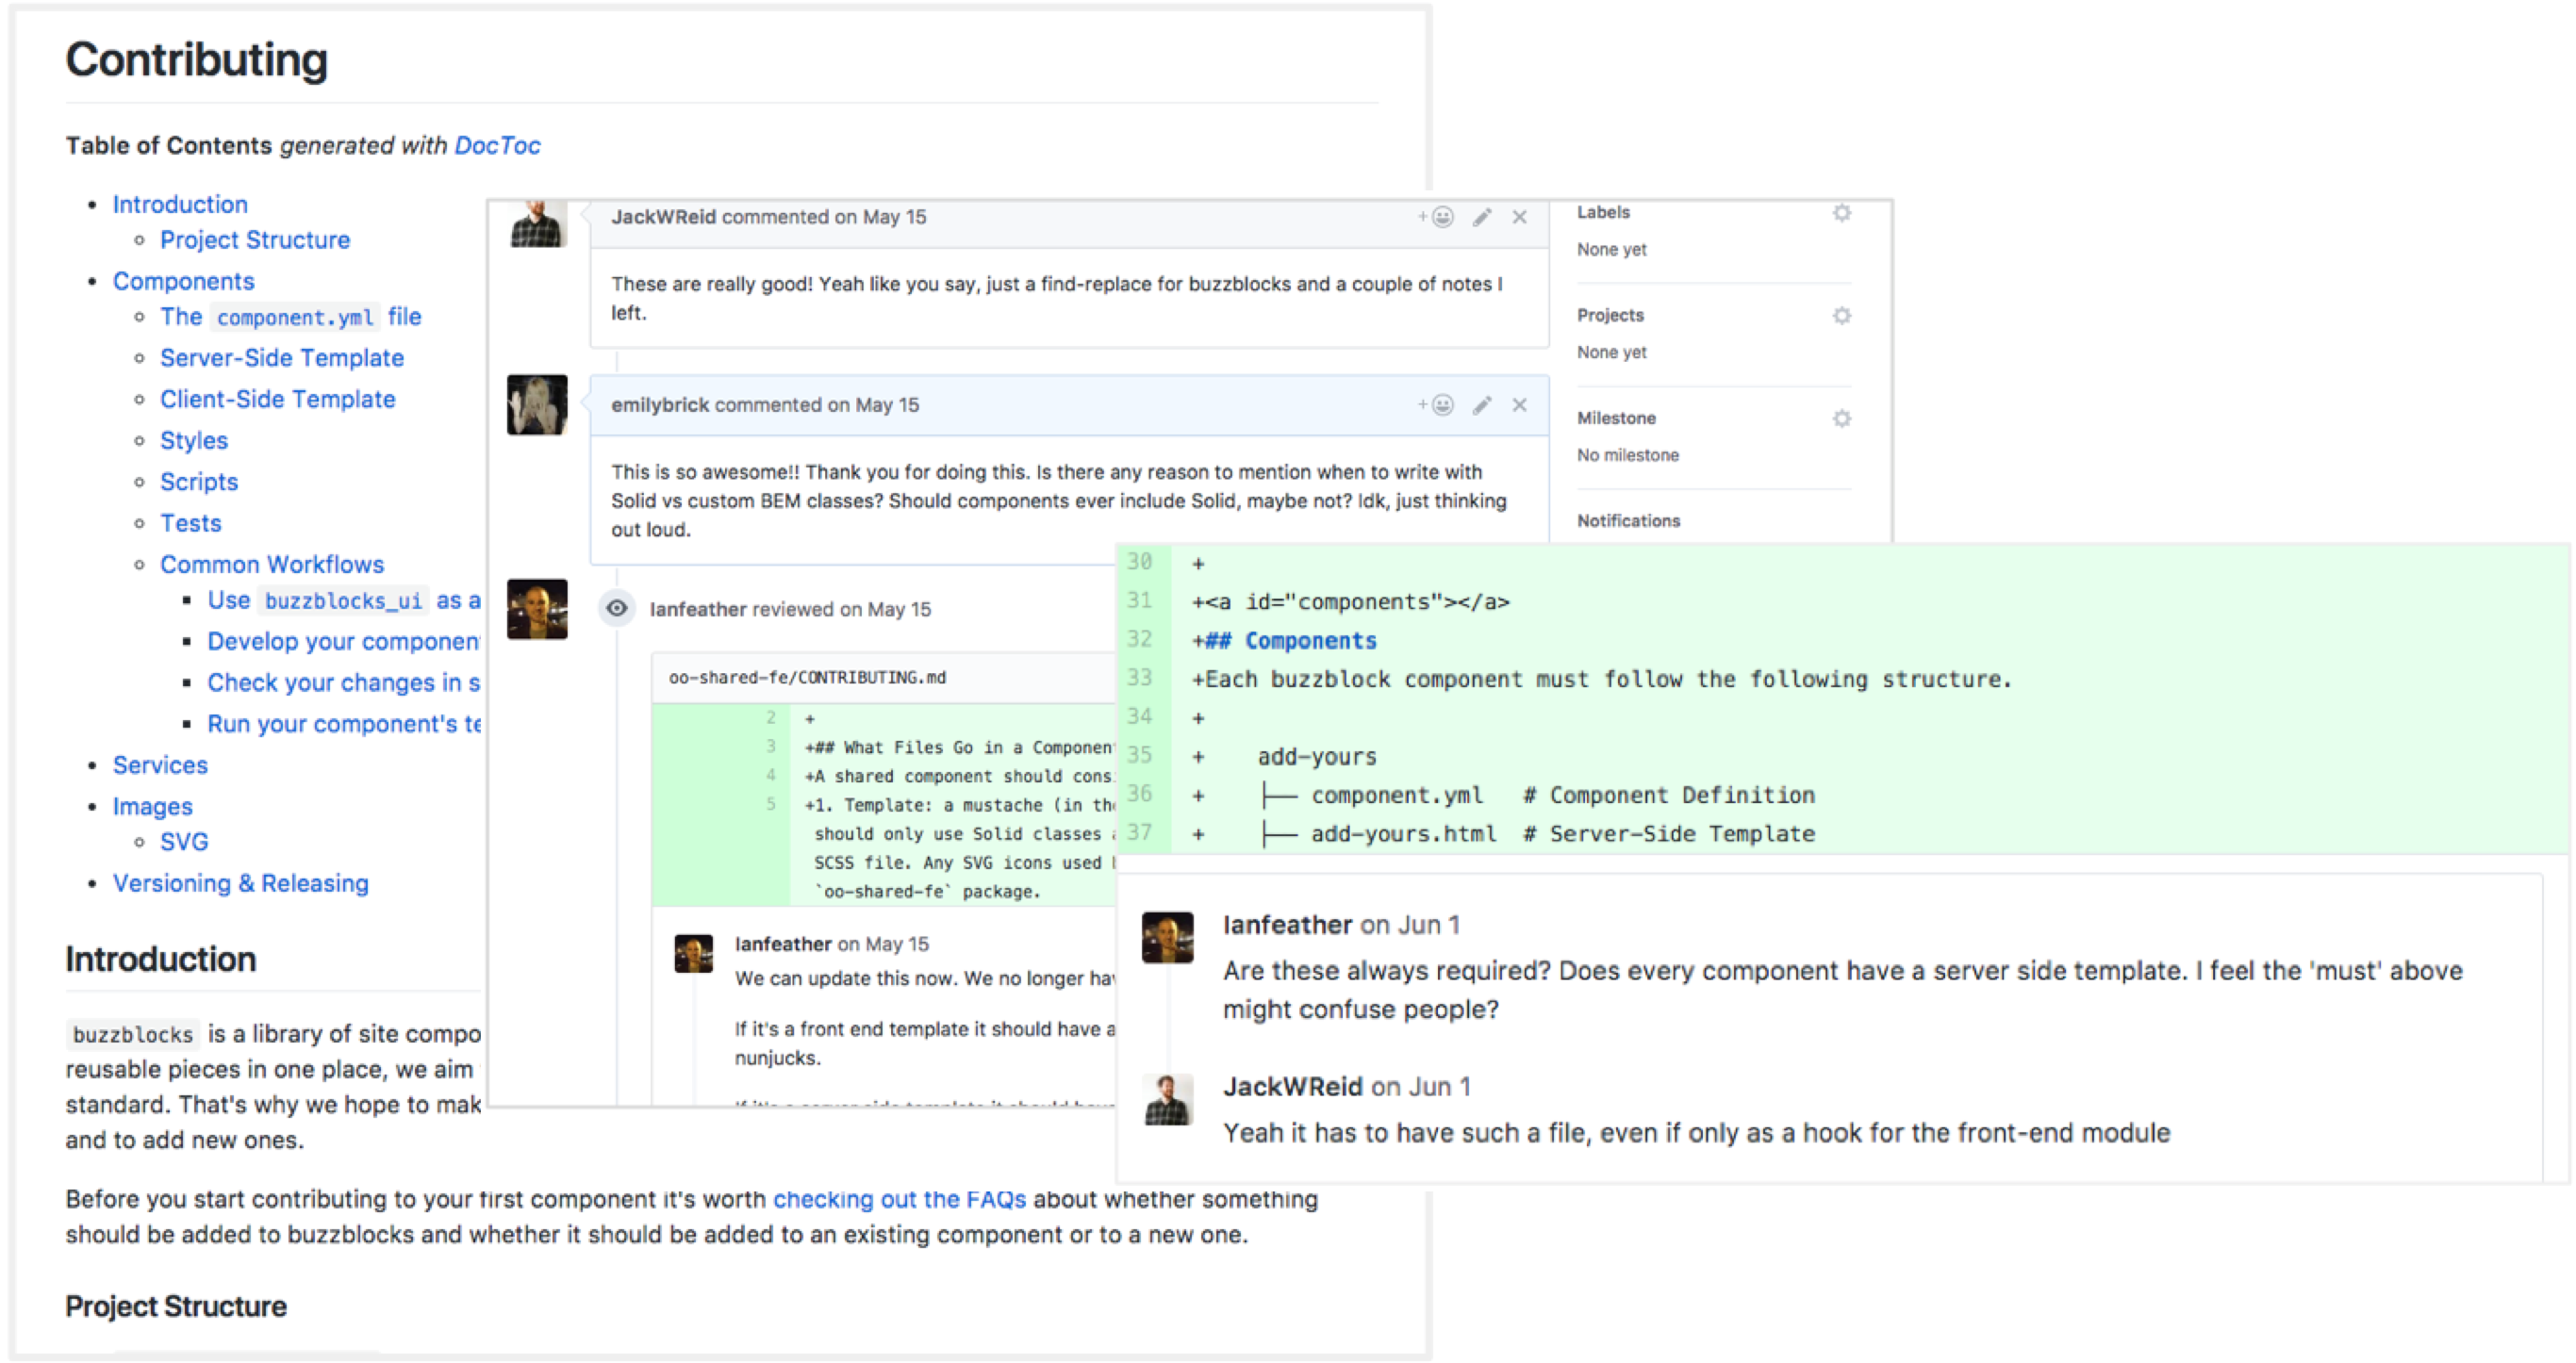 Contributing
Table of Contents generated with DocToc
Introduction
Project Structure
Components
The component.yml file
Server-Side Template
Client-Side Template
Styles
Scripts
Tests
Common Workflows
Use buzzblocks_ui as a
Develop your componen
Check your changes in s
Run your component's te
Services
Images
SVG
Versioning & Releasing
Introduction
buzzblocks is a library of site compo
reusable pieces in one place, we aim
standard. That's why we hope to mak
and to add new ones.
Before you start contributing to your first component it's worth checking out the FAQs about whether something
should be added to buzzblocks and whether it should be added to an existing component or to a new one.
Project Structure
JackWReid commented on May 15
These are really good! Yeah like you say, just a find-replace for buzzblocks and a couple of notes I
left.
emilybrick commented on May 15
This is so awesome!! Thank you for doing this. Is there any reason to mention when to write with
Solid vs custom BEM classes? Should components ever include Solid, maybe not? Idk, just thinking
out loud.
Ianfeather reviewed on May 15
oo-shared-fe/CONTRIBUTING.md
2 +
3 +## What Files Go in a Component
4 +A shared component should cons
5 +1. Template: a mustache (in the
should only use Solid classes
SCSS file. Any SVG icons used
`oo-shared-fe` package.
Ianfeather on May 15
We can update this now. We no longer hav
If it's a front end template it should have a
nunjucks.
If it's a server side template it should have
Labels
None yet
Projects
None yet
Milestone
No milestone
Notifications
30 +
31 +<a id="components"></a>
32 +## Components
33 +Each buzzblock component must follow the following structure.
34 +
35 + add-yours
36 + ├── component.yml # Component Definition
37 + ├── add-yours.html # Server-Side Template
Ianfeather on Jun 1
Are these always required? Does every component have a server side template. I feel the 'must' above
might confuse people?
JackWReid on Jun 1
Yeah it has to have such a file, even if only as a hook for the front-end module